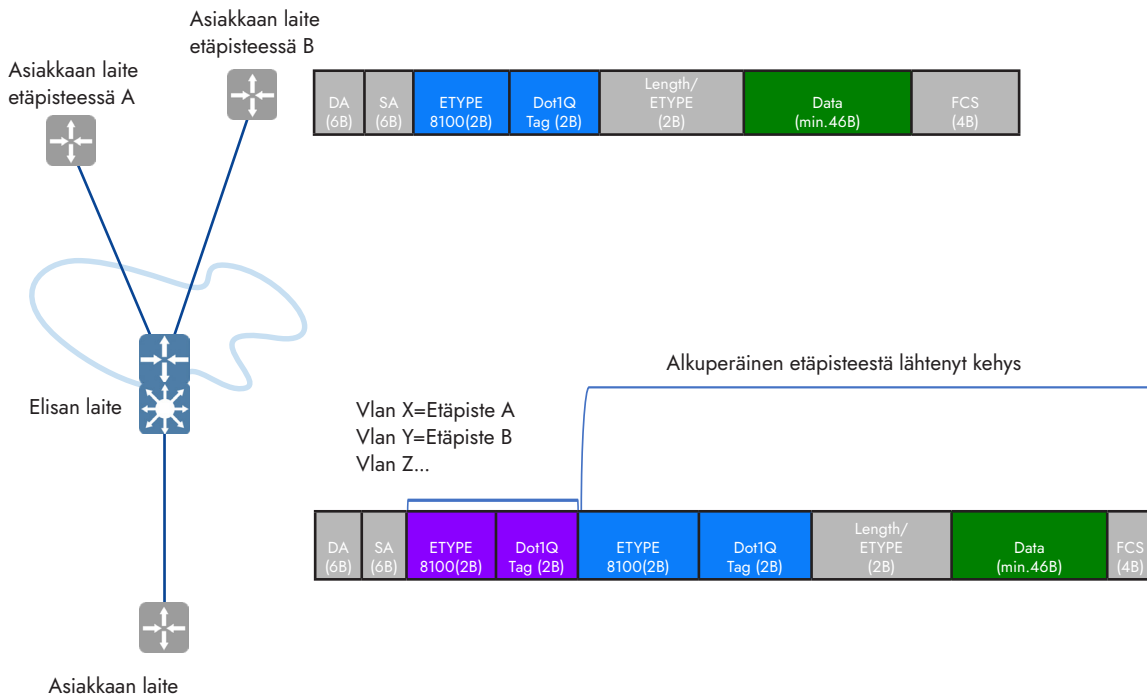 Asiakkaan laite
etäpisteessä B
Asiakkaan laite
etäpisteessä A
DA
(6B)
SA
(6B)
ETYPE
8100(2B)
Dot1Q
Tag (2B)
Length/
ETYPE
(2B)
Data
(min.46B)
FCS
(4B)
Elisan laite
Alkuperäinen etäpisteestä lähtenyt kehys
Vlan X=Etäpiste A
Vlan Y=Etäpiste B
Vlan Z...
DA
(6B)
SA
(6B)
ETYPE
8100(2B)
Dot1Q
Tag (2B)
ETYPE
8100(2B)
Dot1Q
Tag (2B)
Length/
ETYPE
(2B)
Data
(min.46B)
FCS
(4B)
Asiakkaan laite